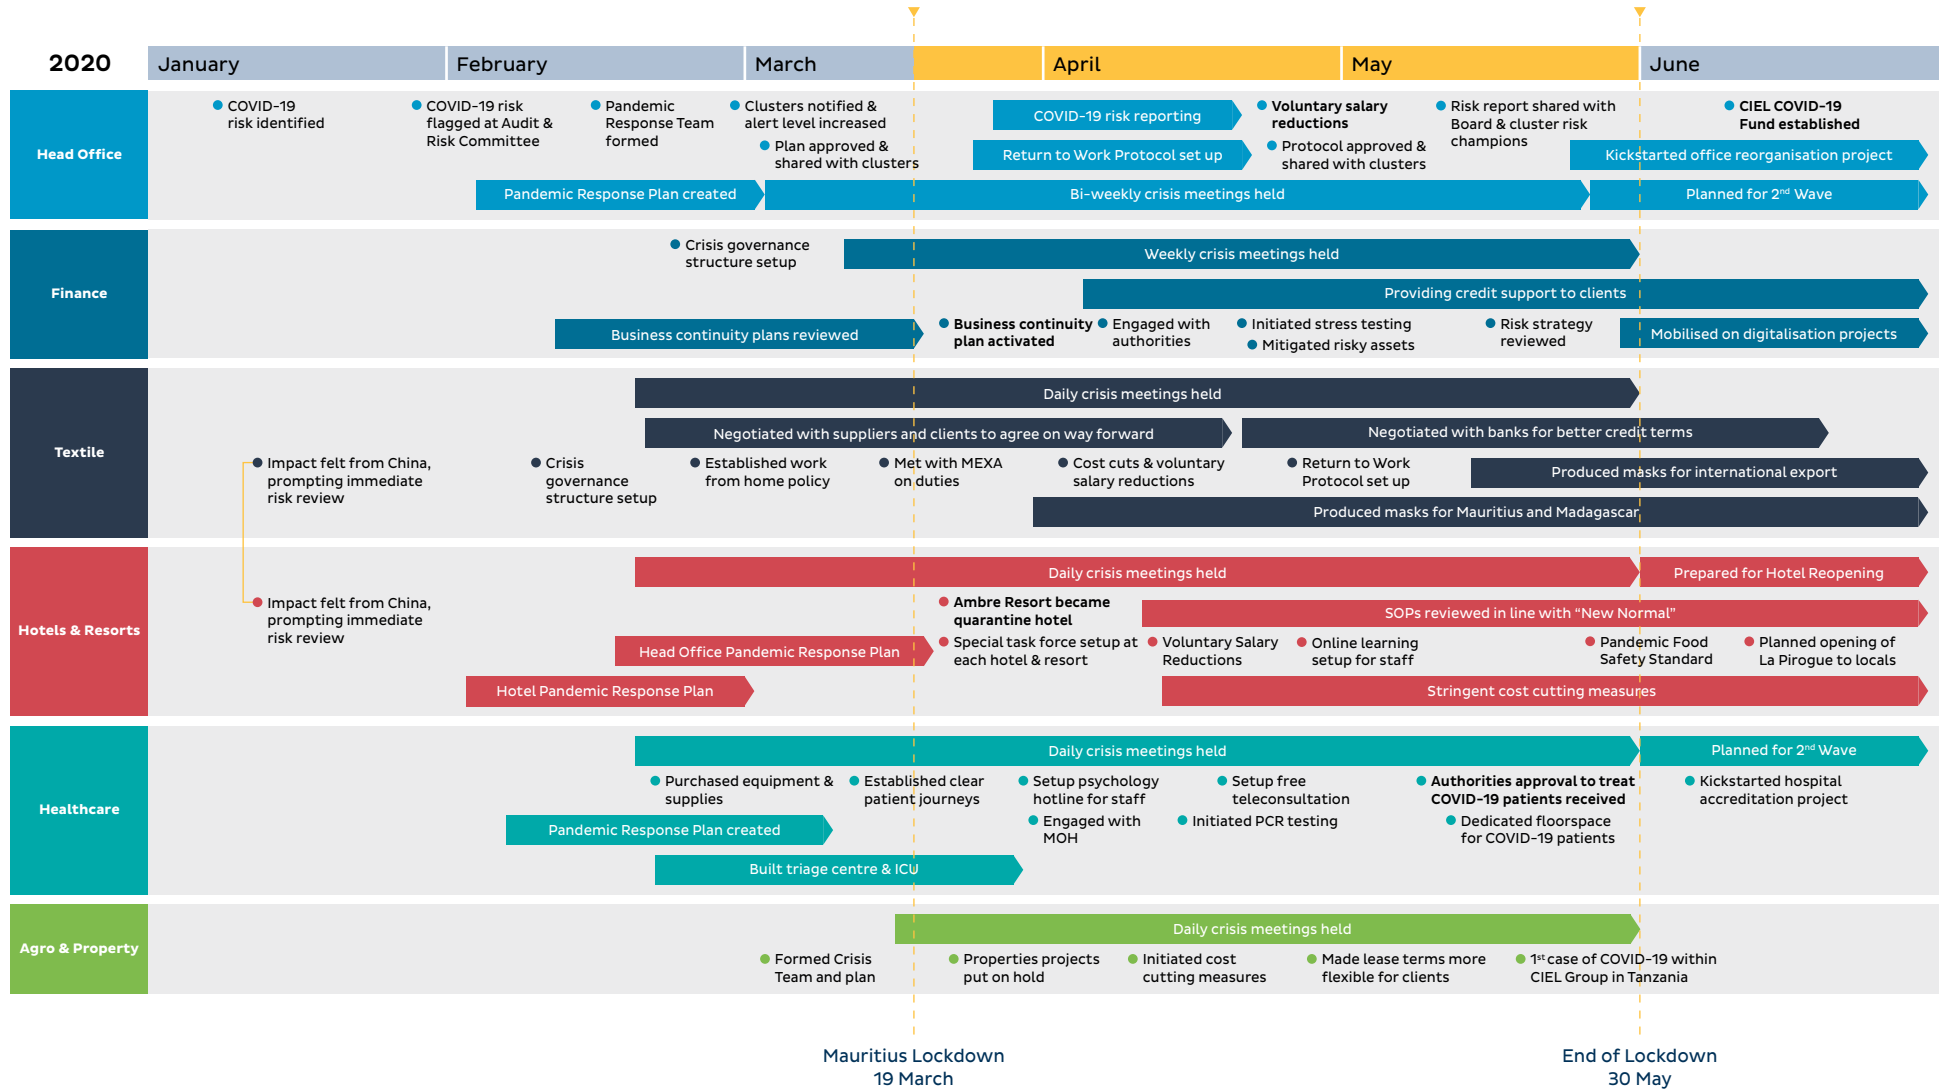 2020
January
February
March
April
May
June
Head Office
COVID-19
risk identified
COVID-19 risk
flagged at Audit &
Risk Committee
Pandemic
Response Team
formed
Clusters notified &
alert level increased
Plan approved &
shared with clusters
COVID-19 risk reporting
Return to Work Protocol set up
Voluntary salary
reductions
Protocol approved &
shared with clusters
Risk report shared with
Board & cluster risk
champions
CIEL COVID-19
Fund established
Kickstarted office reorganisation project
Pandemic Response Plan created
Bi-weekly crisis meetings held
Planned for 2nd Wave
Finance
Crisis governance
structure setup
Weekly crisis meetings held
Providing credit support to clients
Business continuity plans reviewed
Business continuity
plan activated
Engaged with
authorities
Initiated stress testing
Mitigated risky assets
Risk strategy
reviewed
Mobilised on digitalisation projects
Textile
Daily crisis meetings held
Negotiated with suppliers and clients to agree on way forward
Negotiated with banks for better credit terms
Impact felt from China,
prompting immediate
risk review
Crisis
governance
structure setup
Established work
from home policy
Met with MEXA
on duties
Cost cuts & voluntary
salary reductions
Return to Work
Protocol set up
Produced masks for international export
Produced masks for Mauritius and Madagascar
Hotels & Resorts
Daily crisis meetings held
Prepared for Hotel Reopening
Impact felt from China,
prompting immediate
risk review
Ambre Resort became
quarantine hotel
SOPs reviewed in line with “New Normal”
Head Office Pandemic Response Plan
Special task force setup at
each hotel & resort
Voluntary Salary
Reductions
Online learning
setup for staff
Pandemic Food
Safety Standard
Planned opening of
La Pirogue to locals
Hotel Pandemic Response Plan
Stringent cost cutting measures
Healthcare
Daily crisis meetings held
Planned for 2nd Wave
Purchased equipment &
supplies
Established clear
patient journeys
Setup psychology
hotline for staff
Setup free
teleconsultation
Authorities approval to treat
COVID-19 patients received
Kickstarted hospital
accreditation project
Pandemic Response Plan created
Engaged with
MOH
Initiated PCR testing
Dedicated floorspace
for COVID-19 patients
Built triage centre & ICU
Agro & Property
Daily crisis meetings held
Formed Crisis
Team and plan
Properties projects
put on hold
Initiated cost
cutting measures
Made lease terms more
flexible for clients
1st case of COVID-19 within
CIEL Group in Tanzania
Mauritius Lockdown
19 March
End of Lockdown
30 May